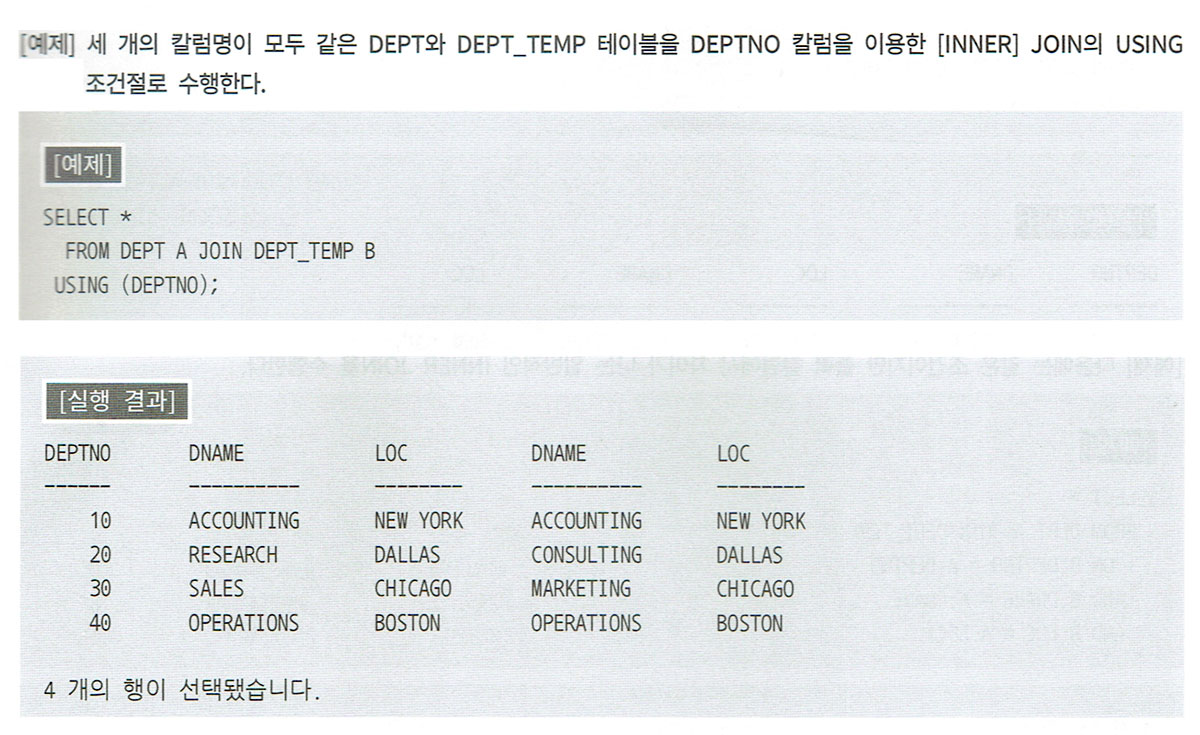 [예제] 세 개의 칼럼명이 모두 같은 DEPT와 DEPT_TEMP 테이블을 DEPTNO 칼럼을 이용한 [INNER] JOIN의 USING
조건절로 수행한다.
[예제]
SELECT *
FROM DEPT A JOIN DEPT_TEMP B
USING (DEPTNO);
[실행 결과]
DEPTNO DNAME LOC DNAME LOC
------ ---------- -------- ---------- --------
10 ACCOUNTING NEW YORK ACCOUNTING NEW YORK
20 RESEARCH DALLAS CONSULTING DALLAS
30 SALES CHICAGO MARKETING CHICAGO
40 OPERATIONS BOSTON OPERATIONS BOSTON
4 개의 행이 선택됐습니다.